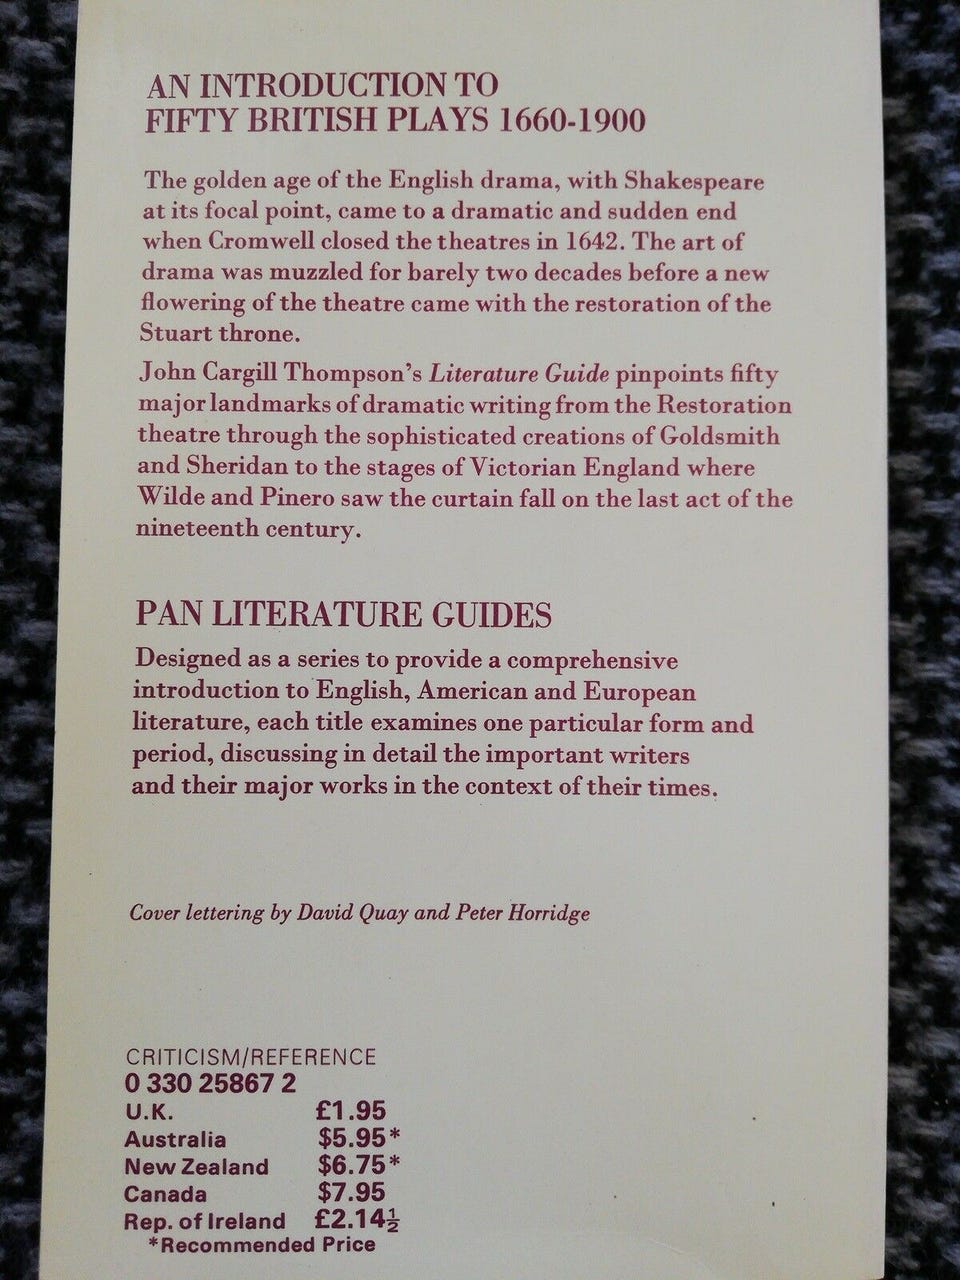 AN INTRODUCTION TO
FIFTY BRITISH PLAYS 1660-1900
The golden age of the English drama, with Shakespeare
at its focal point, came to a dramatic and sudden end
when Cromwell closed the theatres in 1642. The art of
drama was muzzled for barely two decades before a new
flowering of the theatre came with the restoration of the
Stuart throne.
John Cargill Thompson's Literature Guide pinpoints fifty
major landmarks of dramatic writing from the Restoration
theatre through the sophisticated creations of Goldsmith
and Sheridan to the stages of Victorian England where
Wilde and Pinero saw the curtain fall on the last act of the
nineteenth century.
PAN LITERATURE GUIDES
Designed as a series to provide a comprehensive
introduction to English, American and European
literature, each title examines one particular form and
period, discussing in detail the important writers
and their major works in the context of their times.
Cover lettering by David Quay and Peter Horridge
CRITICISM/REFERENCE
0 330 25867 2
U.K. £1.95
Australia $5.95*
New Zealand $6.75*
Canada $7.95
Rep. of Ireland £2.14½
*Recommended Price